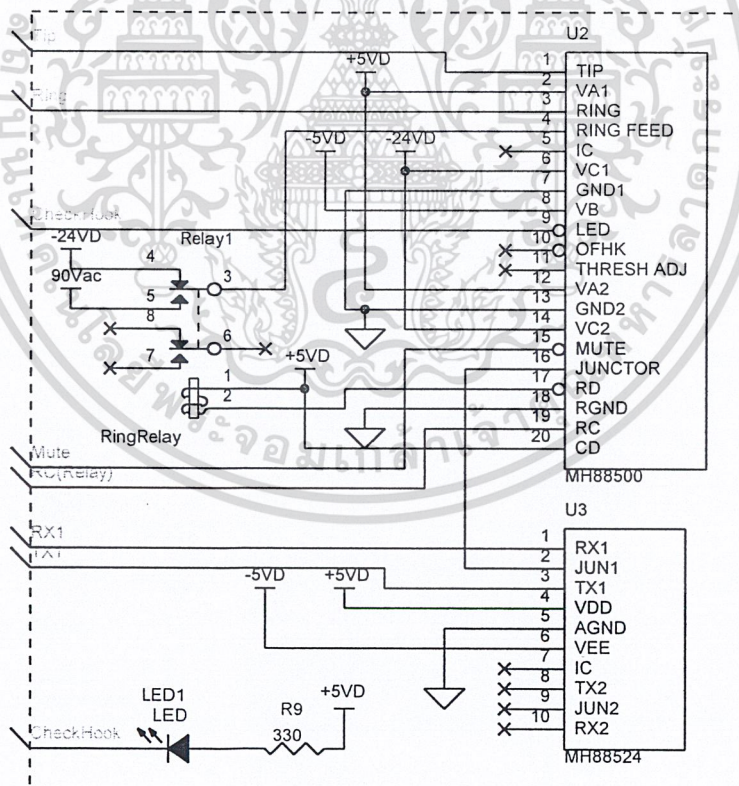 U2
Tip
+5VD
1
TIP
2
VA1
Ring
3
RING
4
RING FEED
-5VD
-24VD
5
IC
6
VC1
7
GND1
8
VB
CheckHook
9
LED
-24VD
Relay1
10
OFHK
4
11
THRESH ADJ
90Vac
3
12
VA2
5
13
GND2
8
14
VC2
6
15
MUTE
7
+5VD
16
JUNCTOR
1
17
RD
2
18
RGND
RingRelay
19
RC
20
CD
Mute
RC(Relay)
MH88500
U3
RX1
1
RX1
TX1
2
JUN1
3
TX1
-5VD
+5VD
4
VDD
5
AGND
6
VEE
7
IC
8
TX2
9
JUN2
10
RX2
MH88524
LED1
LED
R9
+5VD
330
CheckHook